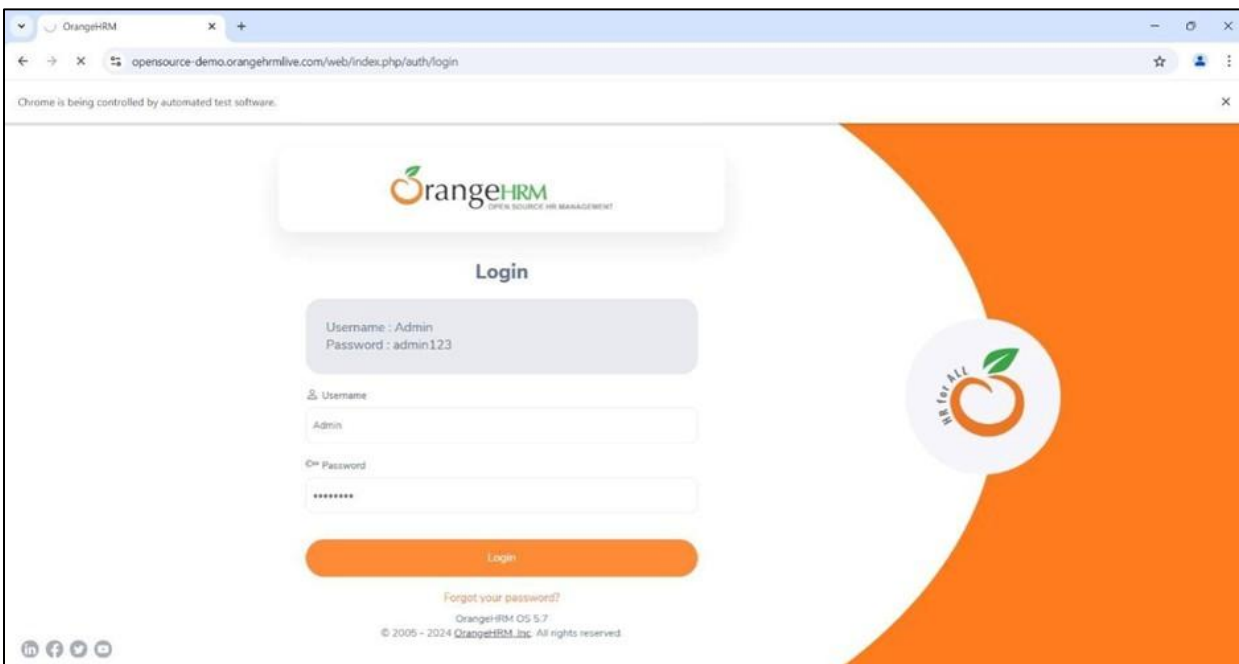 OrangeHRM
opensource-demo.orangehrmlive.com/web/index.php/auth/login
Chrome is being controlled by automated test software.
OrangeHRM
OPEN SOURCE HR MANAGEMENT
Login
Username : Admin
Password : admin123
Username
Admin
Password
••••••••
Login
Forgot your password?
OrangeHRM OS 5.7
© 2005 - 2024 OrangeHRM, Inc. All rights reserved.
HR for ALL